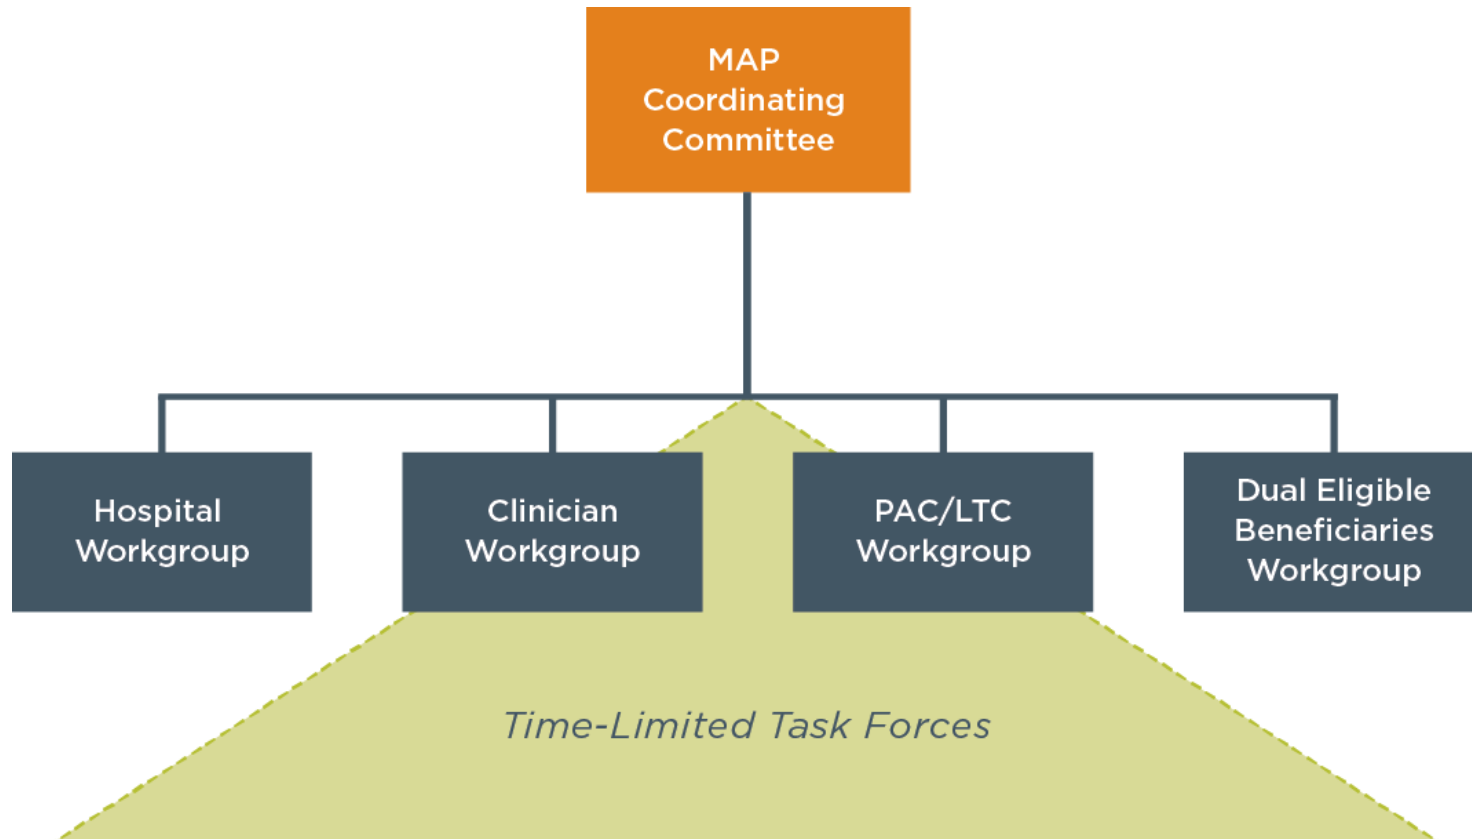 MAP
Coordinating
Committee
Hospital
Workgroup
Clinician
Workgroup
PAC/LTC
Workgroup
Dual Eligible
Beneficiaries
Workgroup
Time-Limited Task Forces